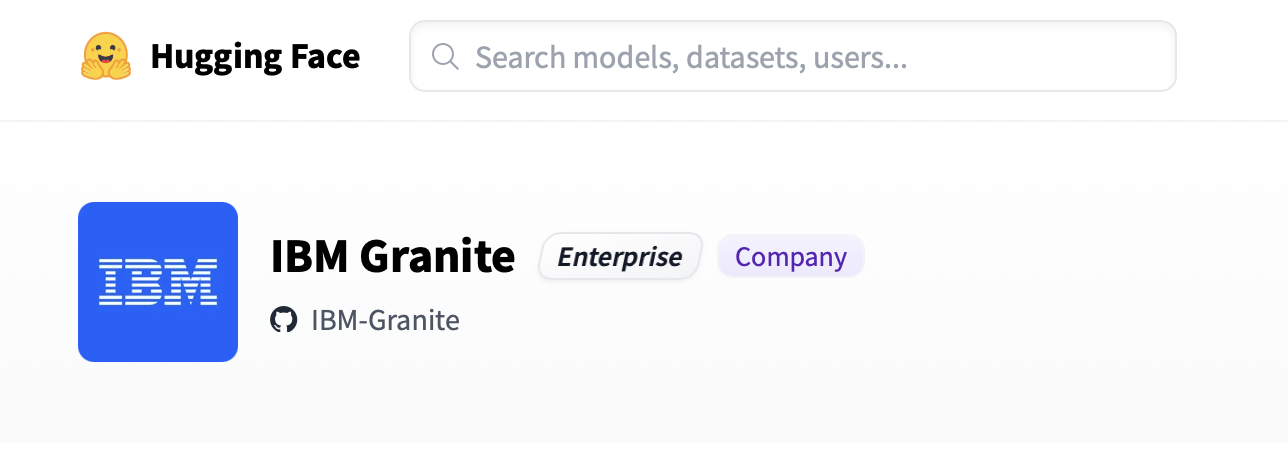 Hugging Face
Search models, datasets, users...
IBM
IBM Granite Enterprise Company
IBM-Granite